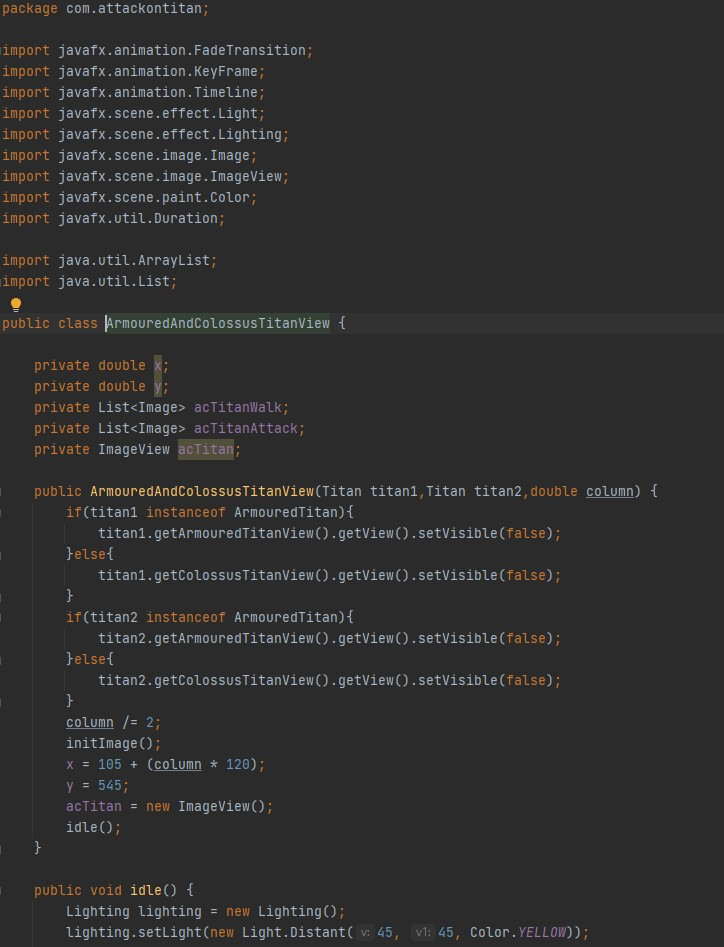 package com.attackontitan;
import javafx.animation.FadeTransition;
import javafx.animation.KeyFrame;
import javafx.animation.Timeline;
import javafx.scene.effect.Light;
import javafx.scene.effect.Lighting;
import javafx.scene.image.Image;
import javafx.scene.image.ImageView;
import javafx.scene.paint.Color;
import javafx.util.Duration;
import java.util.ArrayList;
import java.util.List;
public class ArmouredAndColossusTitanView {
private double x;
private double y;
private List<Image> acTitanWalk;
private List<Image> acTitanAttack;
private ImageView acTitan;
public ArmouredAndColossusTitanView(Titan titan1,Titan titan2,double column) {
if(titan1 instanceof ArmouredTitan){
titan1.getArmouredTitanView().getView().setVisible(false);
}else{
titan1.getColossusTitanView().getView().setVisible(false);
}
if(titan2 instanceof ArmouredTitan){
titan2.getArmouredTitanView().getView().setVisible(false);
}else{
titan2.getColossusTitanView().getView().setVisible(false);
}
column /= 2;
initImage();
x = 105 + (column * 120);
y = 545;
acTitan = new ImageView();
idle();
}
public void idle() {
Lighting lighting = new Lighting();
lighting.setLight(new Light.Distant( v: 45, v1: 45, Color.YELLOW));